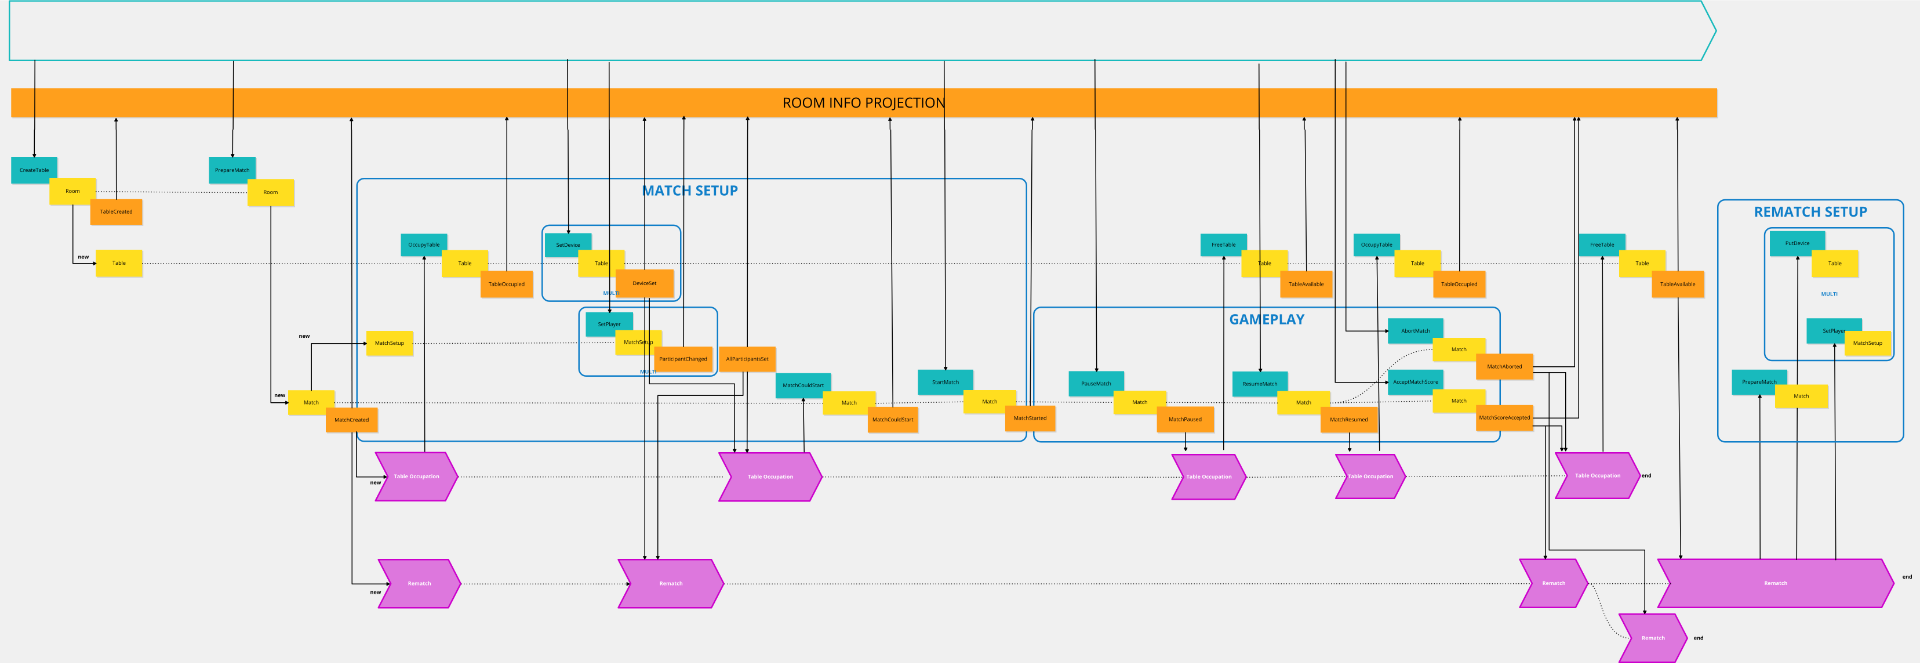 ROOM INFO PROJECTION
CreateTable
Room
TableCreated
PrepareMatch
Room
new
Table
MATCH SETUP
OccupyTable
Table
TableOccupied
SetDevice
Table
DeviceSet
MULTI
SetPlayer
MatchSetup
ParticipantChanged
MULTI
AllParticipantsSet
new
MatchSetup
new
Match
MatchCreated
MatchCouldStart
Match
MatchCouldStart
StartMatch
Match
MatchStarted
FreeTable
Table
TableAvailable
OccupyTable
Table
TableOccupied
FreeTable
Table
TableAvailable
GAMEPLAY
PauseMatch
Match
MatchPaused
ResumeMatch
Match
MatchResumed
AbortMatch
Match
MatchAborted
AcceptMatchScore
Match
MatchScoreAccepted
REMATCH SETUP
PutDevice
Table
MULTI
SetPlayer
MatchSetup
PrepareMatch
Match
new
Table Occupation
Table Occupation
Table Occupation
Table Occupation
Table Occupation
end
new
Rematch
Rematch
Rematch
Rematch
end
Rematch
end